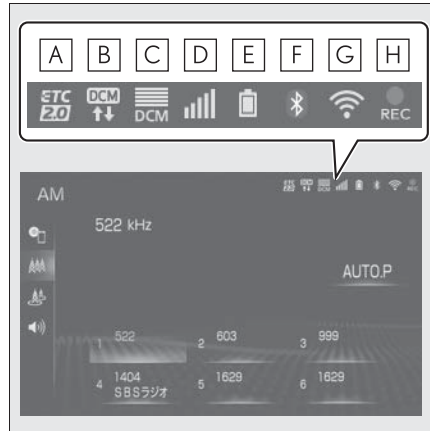 A B C D E F G H
ETC 2.0 DCM DCM REC
AM
522 kHz
AUTO.P
1 522 2 603 3 999
4 1404 SBSラジオ 5 1629 6 1629